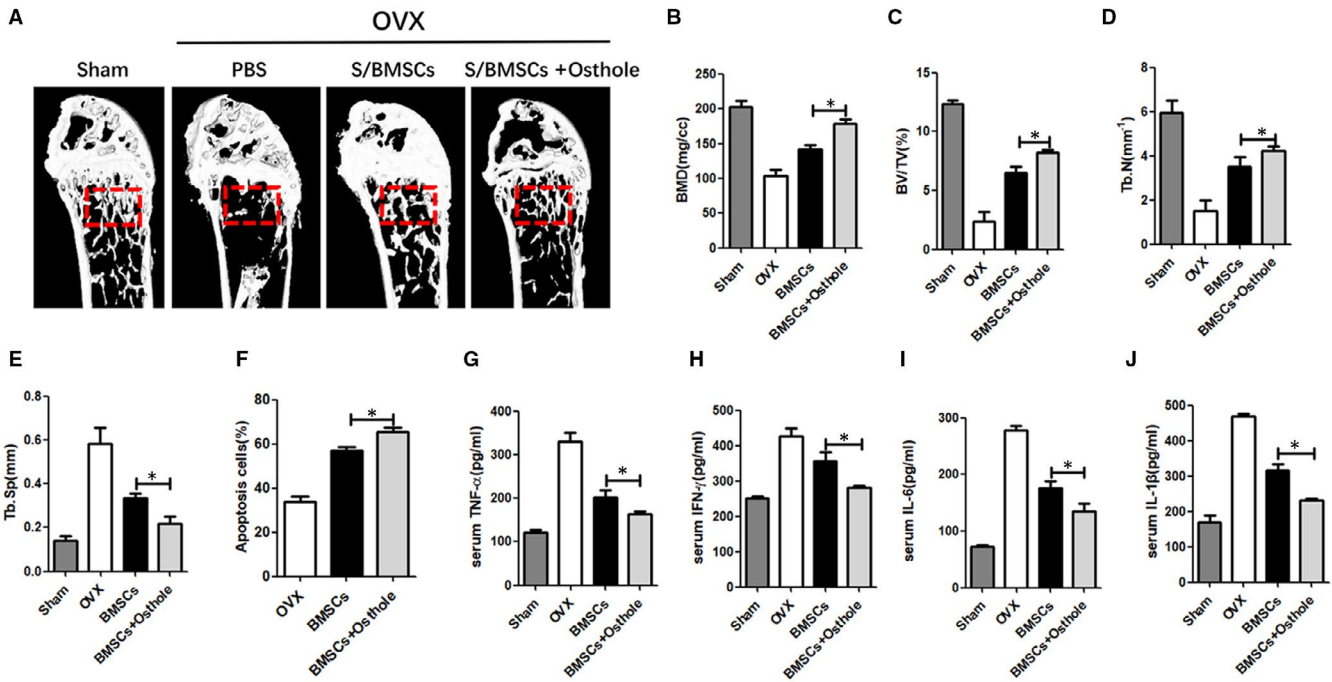 A
OVX
Sham
PBS
S/BMSCs
S/BMSCs +Osthole
B
BMD(mg/cc)
250
200
150
100
50
0
Sham
OVX
BMSCs
BMSCs+Osthole
*
C
BV/TV(%)
15
10
5
0
Sham
OVX
BMSCs
BMSCs+Osthole
*
D
Tb.N(mm-1)
8
6
4
2
0
Sham
OVX
BMSCs
BMSCs+Osthole
*
E
Tb.Sp(mm)
0.8
0.6
0.4
0.2
0.0
Sham
OVX
BMSCs
BMSCs+Osthole
*
F
Apoptosis cells(%)
80
60
40
20
0
OVX
BMSCs
BMSCs+Osthole
*
G
serum TNF-α(pg/ml)
400
300
200
100
0
Sham
OVX
BMSCs
BMSCs+Osthole
*
H
serum IFN-γ(pg/ml)
500
400
300
200
100
0
Sham
OVX
BMSCs
BMSCs+Osthole
*
I
serum IL-6(pg/ml)
300
200
100
0
Sham
OVX
BMSCs
BMSCs+Osthole
*
J
serum IL-1β(pg/ml)
500
400
300
200
100
0
Sham
OVX
BMSCs
BMSCs+Osthole
*